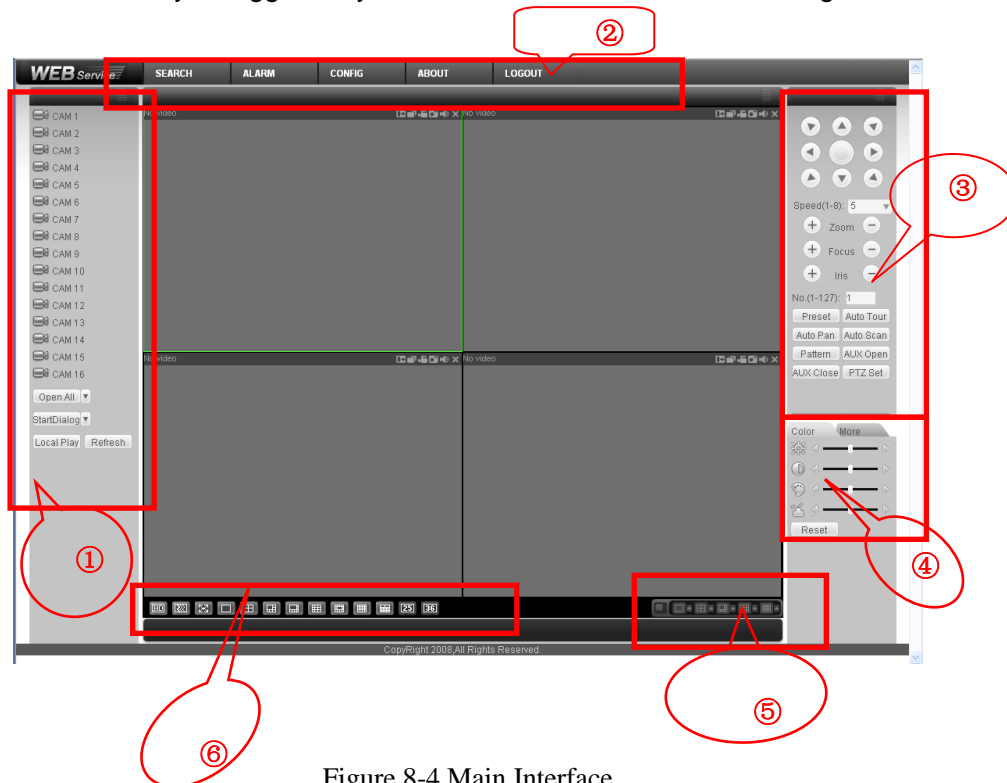 ②
WEB Service
SEARCH ALARM CONFIG ABOUT LOGOUT
No video
No video
CAM 1
CAM 2
CAM 3
CAM 4
CAM 5
CAM 6
CAM 7
CAM 8
CAM 9
CAM 10
CAM 11
CAM 12
CAM 13
CAM 14
CAM 15
CAM 16
Open All
StartDialog
Local Play Refresh
①
No video
No video
③
Speed(1-8): 5
Zoom
Focus
Iris
No.(1-127): 1
Preset Auto Tour
Auto Pan Auto Scan
Pattern AUX Open
AUX Close PTZ Set
Color More
Reset
④
25 36
CopyRight 2008,All Rights Reserved.
⑤
⑥
Figure 8-4 Main Interface